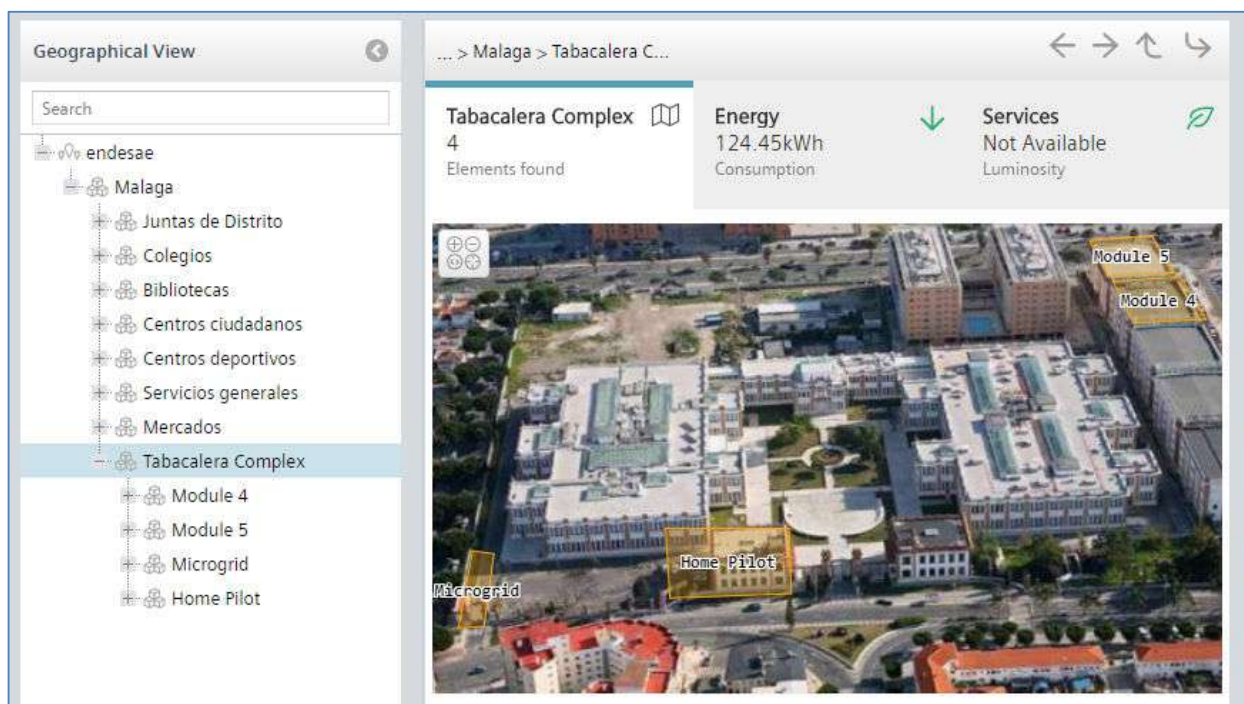 Geographical View
Search
endesae
Malaga
Juntas de Distrito
Colegios
Bibliotecas
Centros ciudadanos
Centros deportivos
Servicios generales
Mercados
Tabacalera Complex
Module 4
Module 5
Microgrid
Home Pilot
... > Malaga > Tabacalera C...
Tabacalera Complex
4
Elements found
Energy
124.45kWh
Consumption
Services
Not Available
Luminosity
Module 5
Module 4
Home Pilot
Microgrid